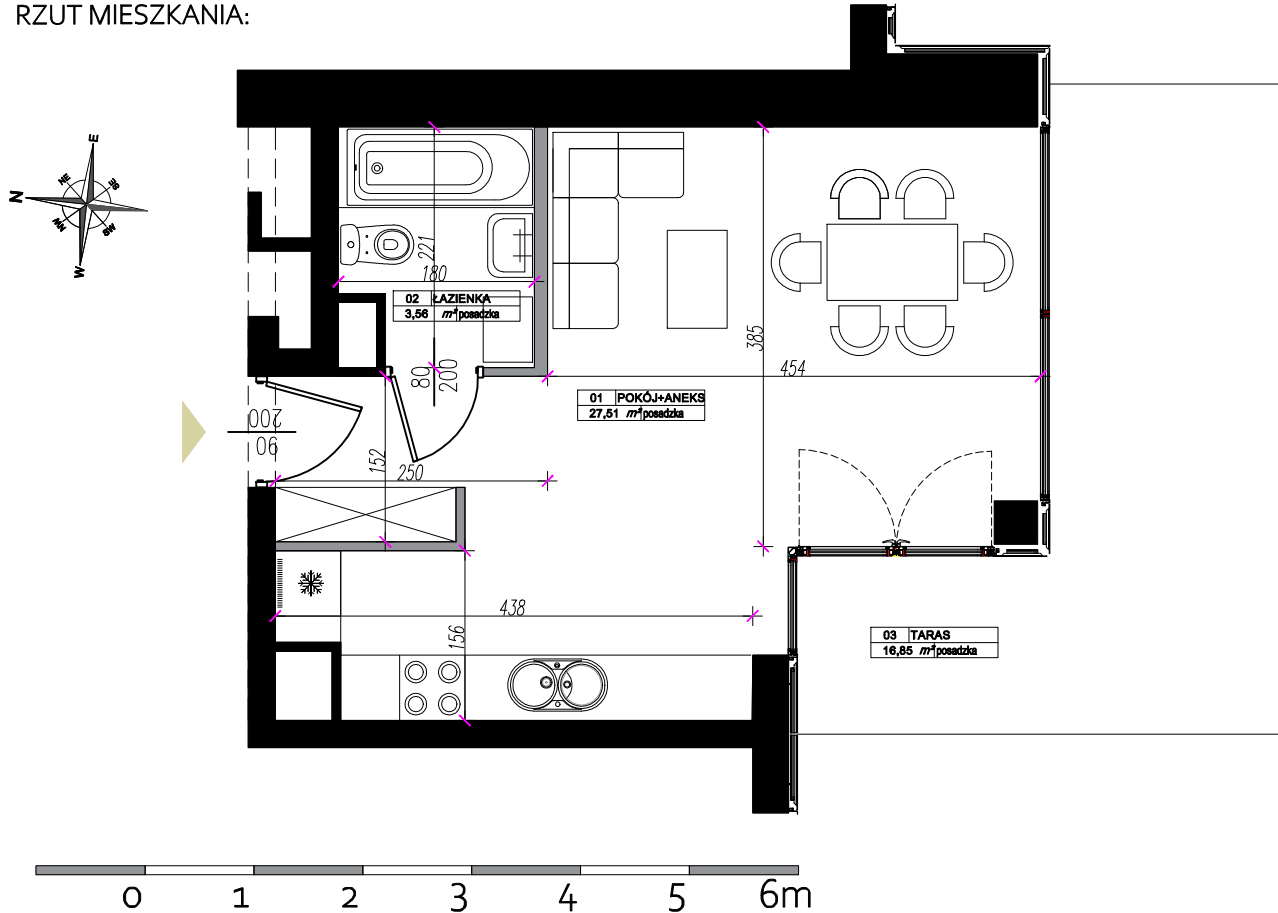 RZUT MIESZKANIA:
E
NE
SE
N
NW
SW
W
221
180
02 ŁAZIENKA
3,56 m² posadzka
80
200
385
454
01 POKÓJ+ANEKS
27,51 m² posadzka
200
90
152
250
438
156
03 TARAS
16,85 m² posadzka
0 1 2 3 4 5 6m